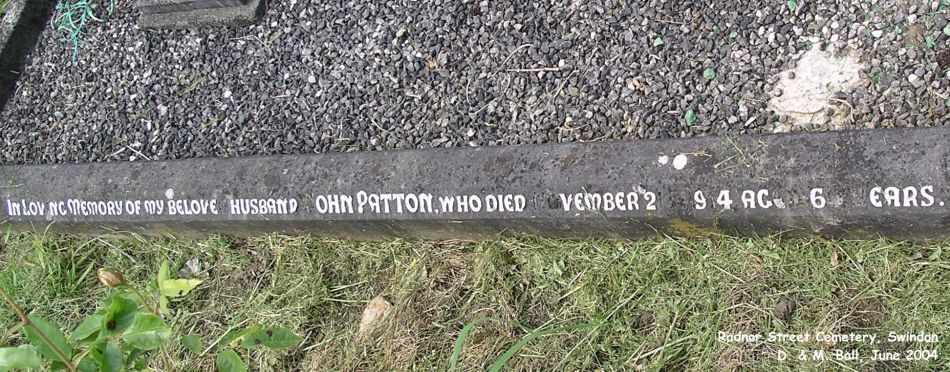 IN LOV NG MEMORY OF MY BELOVE HUSBAND OHN PATTON, WHO DIED VEMBER 2 9 4 AG 6 EARS.
Radnor Street Cemetery, Swindon
D. & M. Ball, June 2004